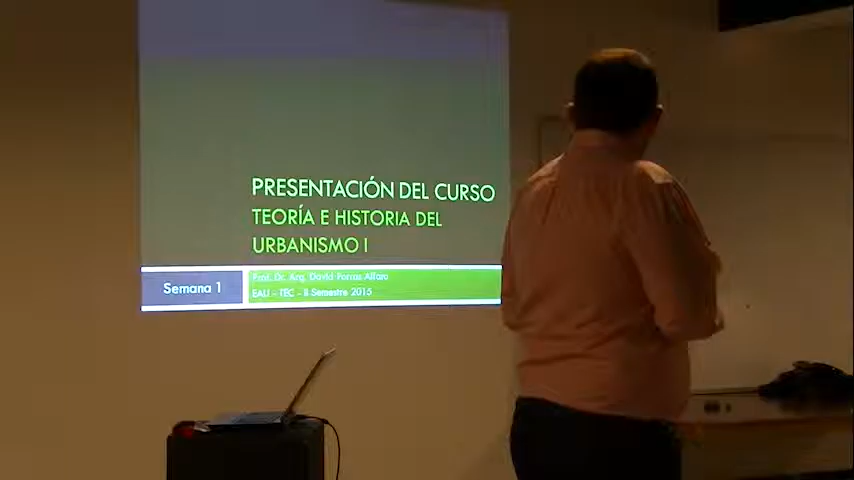 PRESENTACIÓN DEL CURSO
TEORÍA E HISTORIA DEL
URBANISMO I
Semana 1
Prof. Dr. Arq. David Porras Alfaro
EAU - TEC - II Semestre 2015